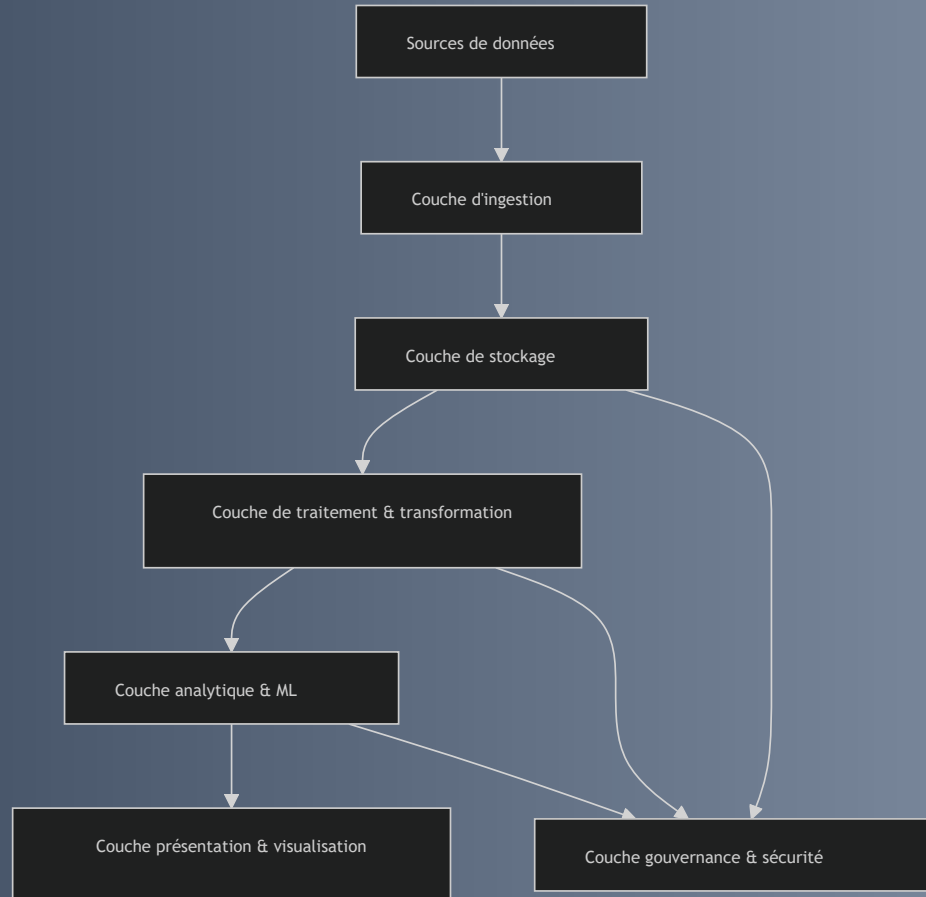 Sources de données
Couche d'ingestion
Couche de stockage
Couche de traitement & transformation
Couche analytique & ML
Couche présentation & visualisation
Couche gouvernance & sécurité